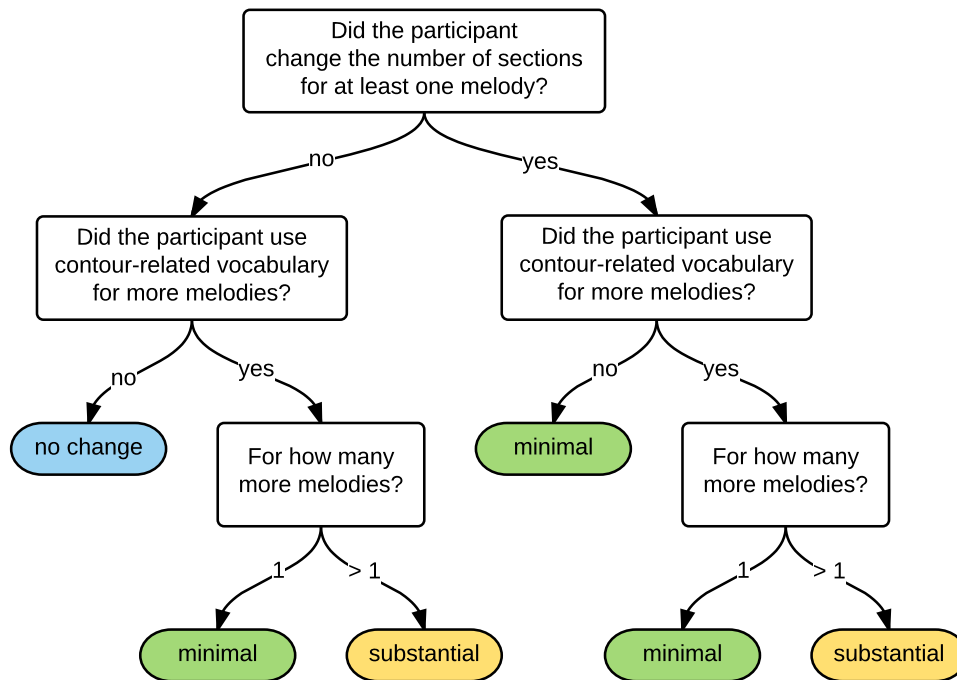 Did the participant
change the number of sections
for at least one melody?
no
yes
Did the participant use
contour-related vocabulary
for more melodies?
Did the participant use
contour-related vocabulary
for more melodies?
no
yes
no
yes
no change
For how many
more melodies?
minimal
For how many
more melodies?
1
> 1
1
> 1
minimal
substantial
minimal
substantial